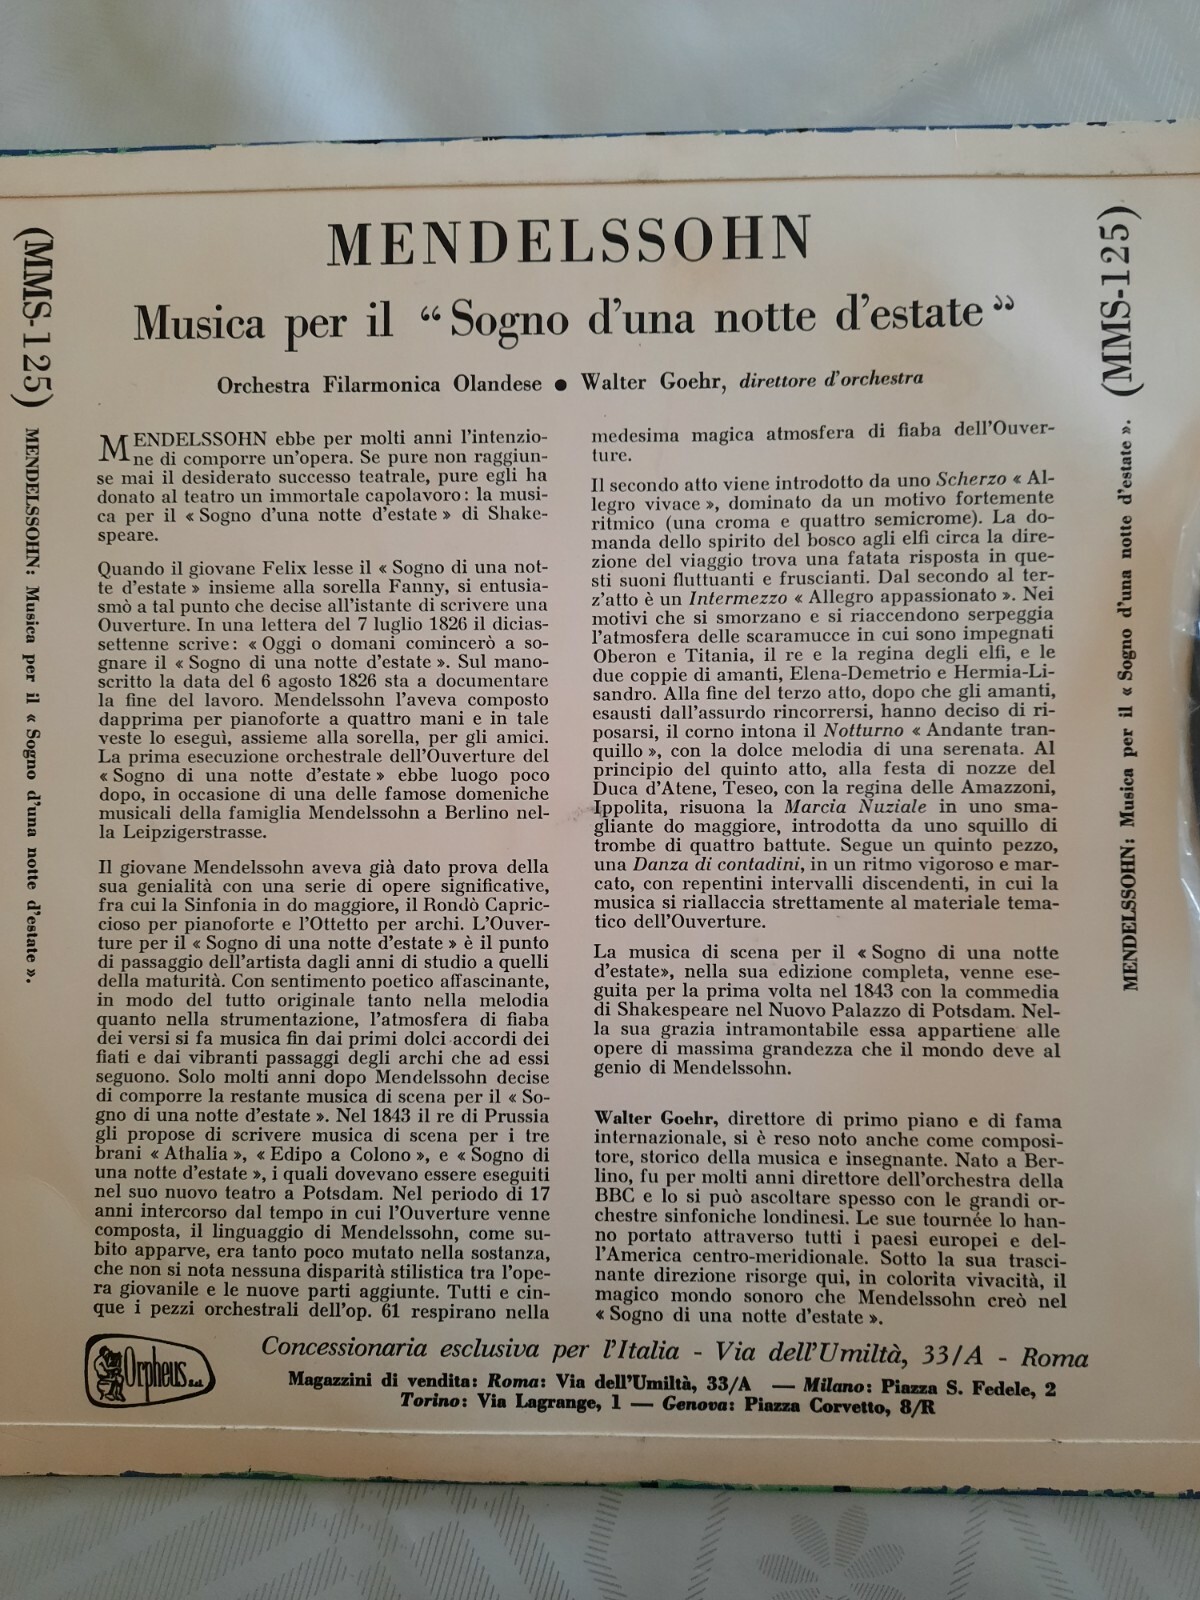 MENDELSSOHN
Musica per il “Sogno d'una notte d'estate”
Orchestra Filarmonica Olandese ● Walter Goehr, direttore d'orchestra
MENDELSSOHN ebbe per molti anni l'intenzio-
ne di comporre un'opera. Se pure non raggiun-
se mai il desiderato successo teatrale, pure egli ha
donato al teatro un immortale capolavoro: la musi-
ca per il « Sogno d'una notte d'estate » di Shake-
speare.
Quando il giovane Felix lesse il « Sogno di una not-
te d'estate » insieme alla sorella Fanny, si entusia-
smò a tal punto che decise all'istante di scrivere una
Ouverture. In una lettera del 7 luglio 1826 il dicias-
settenne scrive: « Oggi o domani comincerò a so-
gnare il « Sogno di una notte d'estate ». Sul mano-
scritto la data del 6 agosto 1826 sta a documentare
la fine del lavoro. Mendelssohn l'aveva composto
dapprima per pianoforte a quattro mani e in tale
veste lo eseguì, assieme alla sorella, per gli amici.
La prima esecuzione orchestrale dell'Ouverture del
« Sogno di una notte d'estate » ebbe luogo poco
dopo, in occasione di una delle famose domeniche
musicali della famiglia Mendelssohn a Berlino nel-
la Leipzigerstrasse.
Il giovane Mendelssohn aveva già dato prova della
sua genialità con una serie di opere significative,
fra cui la Sinfonia in do maggiore, il Rondò Capric-
cioso per pianoforte e l'Ottetto per archi. L'Ouver-
ture per il « Sogno di una notte d'estate » è il punto
di passaggio dell'artista dagli anni di studio a quelli
della maturità. Con sentimento poetico affascinante,
in modo del tutto originale tanto nella melodia
quanto nella strumentazione, l'atmosfera di fiaba
dei versi si fa musica fin dai primi dolci accordi dei
fiati e dai vibranti passaggi degli archi che ad essi
seguono. Solo molti anni dopo Mendelssohn decise
di comporre la restante musica di scena per il « So-
gno di una notte d'estate ». Nel 1843 il re di Prussia
gli propose di scrivere musica di scena per i tre
brani « Athalia », « Edipo a Colono », e « Sogno di
una notte d'estate », i quali dovevano essere eseguiti
nel suo nuovo teatro a Potsdam. Nel periodo di 17
anni intercorso dal tempo in cui l'Ouverture venne
composta, il linguaggio di Mendelssohn, come su-
bito apparve, era tanto poco mutato nella sostanza,
che non si nota nessuna disparità stilistica tra l'ope-
ra giovanile e le nuove parti aggiunte. Tutti e cin-
que i pezzi orchestrali dell'op. 61 respirano nella
medesima magica atmosfera di fiaba dell'Ouver-
ture.
Il secondo atto viene introdotto da uno Scherzo « Al-
legro vivace », dominato da un motivo fortemente
ritmico (una croma e quattro semicrome). La do-
manda dello spirito del bosco agli elfi circa la dire-
zione del viaggio trova una fatata risposta in que-
sti suoni fluttuanti e fruscianti. Dal secondo al ter-
z'atto è un Intermezzo « Allegro appassionato ». Nei
motivi che si smorzano e si riaccendono serpeggia
l'atmosfera delle scaramucce in cui sono impegnati
Oberon e Titania, il re e la regina degli elfi, e le
due coppie di amanti, Elena-Demetrio e Hermia-Li-
sandro. Alla fine del terzo atto, dopo che gli amanti,
esausti dall'assurdo rincorrersi, hanno deciso di ri-
posarsi, il corno intona il Notturno « Andante tran-
quillo », con la dolce melodia di una serenata. Al
principio del quinto atto, alla festa di nozze del
Duca d'Atene, Teseo, con la regina delle Amazzoni,
Ippolita, risuona la Marcia Nuziale in uno sma-
gliante do maggiore, introdotta da uno squillo di
trombe di quattro battute. Segue un quinto pezzo,
una Danza di contadini, in un ritmo vigoroso e mar-
cato, con repentini intervalli discendenti, in cui la
musica si riallaccia strettamente al materiale tema-
tico dell'Ouverture.
La musica di scena per il « Sogno di una notte
d'estate», nella sua edizione completa, venne ese-
guita per la prima volta nel 1843 con la commedia
di Shakespeare nel Nuovo Palazzo di Potsdam. Nel-
la sua grazia intramontabile essa appartiene alle
opere di massima grandezza che il mondo deve al
genio di Mendelssohn.
Walter Goehr, direttore di primo piano e di fama
internazionale, si è reso noto anche come composi-
tore, storico della musica e insegnante. Nato a Ber-
lino, fu per molti anni direttore dell'orchestra della
BBC e lo si può ascoltare spesso con le grandi or-
chestre sinfoniche londinesi. Le sue tournée lo han-
no portato attraverso tutti i paesi europei e del-
l'America centro-meridionale. Sotto la sua trasci-
nante direzione risorge qui, in colorita vivacità, il
magico mondo sonoro che Mendelssohn creò nel
« Sogno di una notte d'estate ».
Orpheus s.r.l.
Concessionaria esclusiva per l'Italia - Via dell'Umiltà, 33/A - Roma
Magazzini di vendita: Roma: Via dell'Umiltà, 33/A — Milano: Piazza S. Fedele, 2
Torino: Via Lagrange, 1 — Genova: Piazza Corvetto, 8/R
(MMS-125) MENDELSSOHN: Musica per il « Sogno d'una notte d'estate ».
MENDELSSOHN: Musica per il « Sogno d'una notte d'estate ». (MMS-125)